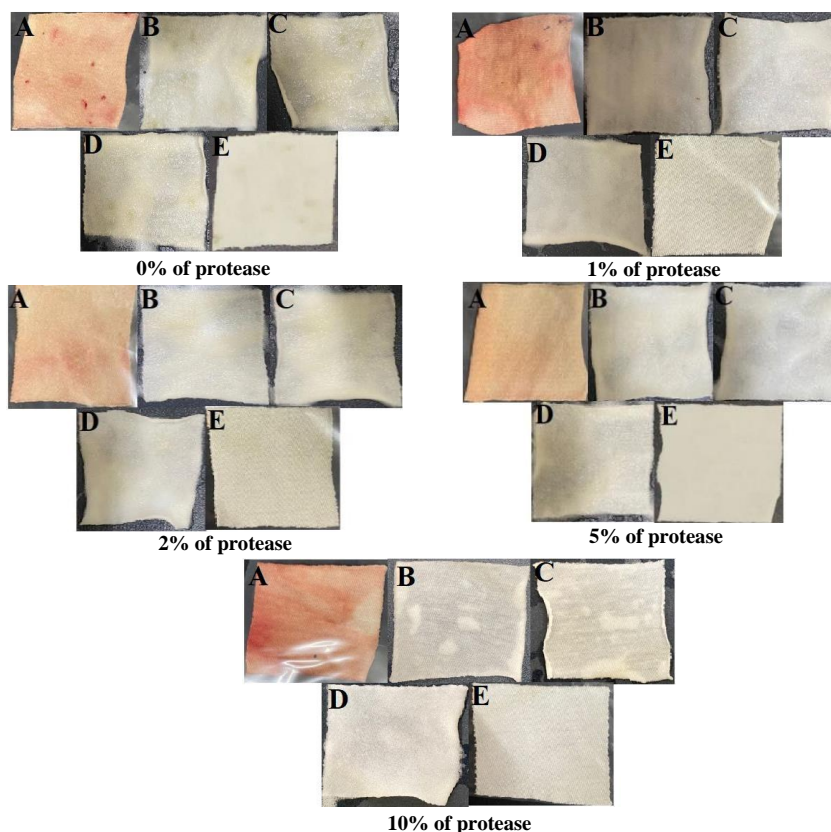 A B C
D E
0% of protease
A B C
D E
1% of protease
A B C
D E
2% of protease
A B C
D E
5% of protease
A B C
D E
10% of protease